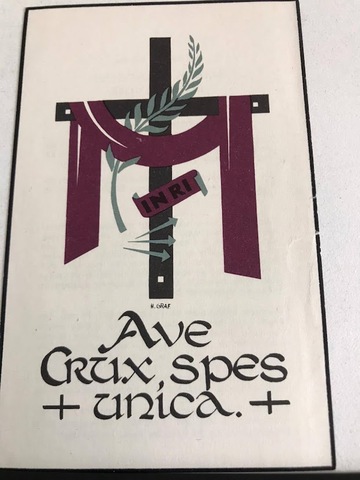 INRI
H. GRAF.
Ave
Crux, spes
+ unica. +